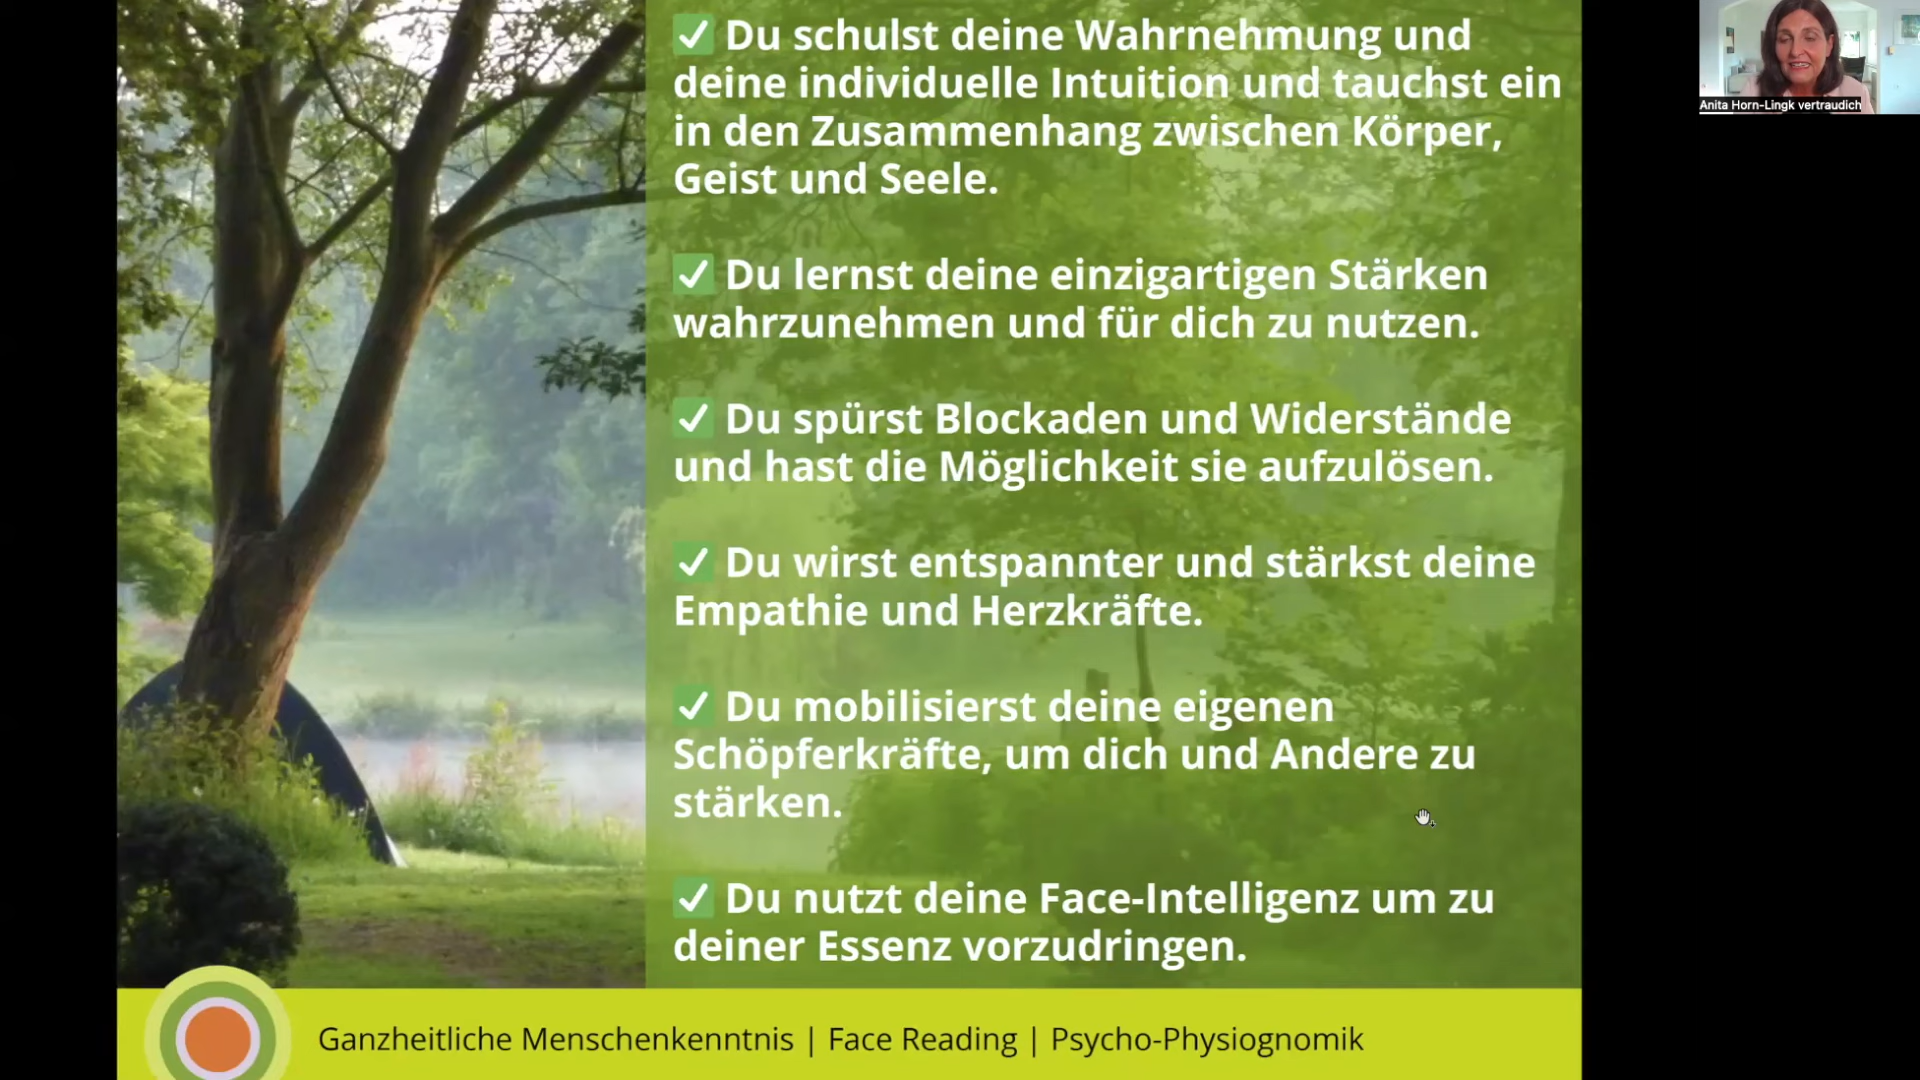 ✅ Du schulst deine Wahrnehmung und
deine individuelle Intuition und tauchst ein
in den Zusammenhang zwischen Körper,
Geist und Seele.
✅ Du lernst deine einzigartigen Stärken
wahrzunehmen und für dich zu nutzen.
✅ Du spürst Blockaden und Widerstände
und hast die Möglichkeit sie aufzulösen.
✅ Du wirst entspannter und stärkst deine
Empathie und Herzkräfte.
✅ Du mobilisierst deine eigenen
Schöpferkräfte, um dich und Andere zu
stärken.
✅ Du nutzt deine Face-Intelligenz um zu
deiner Essenz vorzudringen.
Ganzheitliche Menschenkenntnis | Face Reading | Psycho-Physiognomik
Anita Horn-Lingk vertraudich